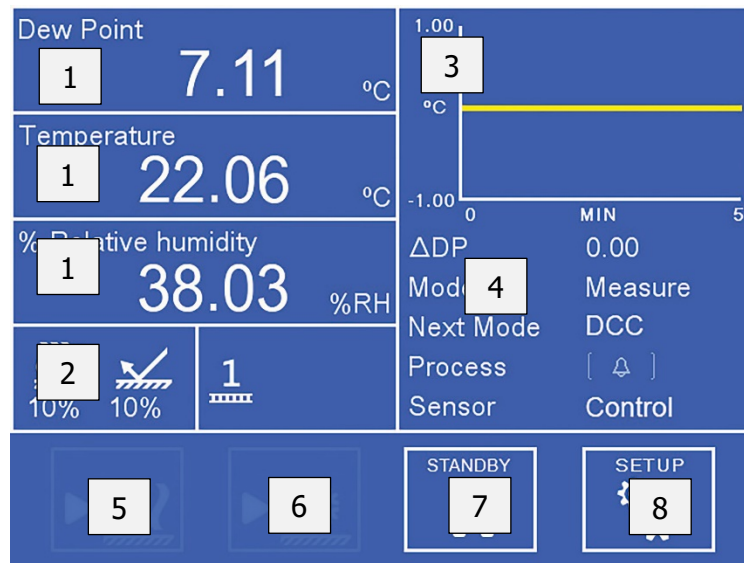 Dew Point
1
7.11
ºC
Temperature
1
22.06
ºC
% Relative humidity
1
38.03
%RH
2
10%
10%
1
1.00
3
ºC
-1.00
0
MIN
5
ΔDP 0.00
Mode 4 Measure
Next Mode DCC
Process [ ]
Sensor Control
5
6
STANDBY
7
SETUP
8